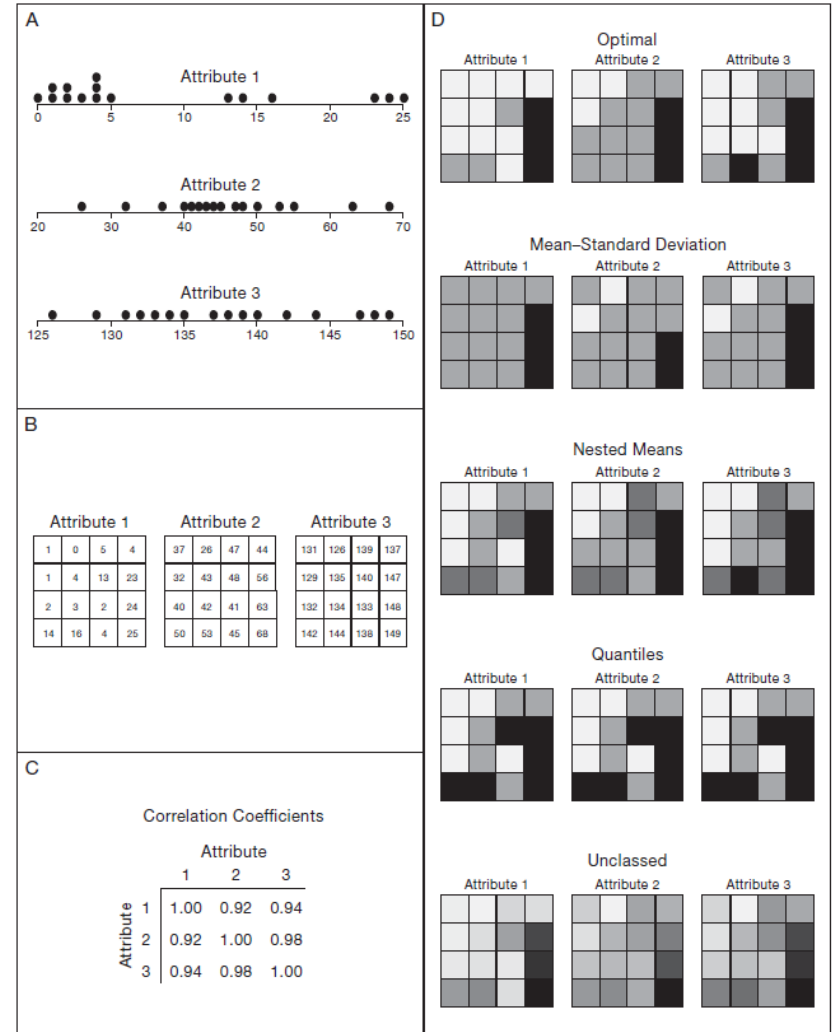 A
Attribute 1
0 5 10 15 20 25
Attribute 2
20 30 40 50 60 70
Attribute 3
125 130 135 140 145 150
B
Attribute 1 Attribute 2 Attribute 3
1 0 5 4 37 26 47 44 131 126 139 137
1 4 13 23 32 43 48 56 129 135 140 147
2 3 2 24 40 42 41 63 132 134 133 148
14 16 4 25 50 53 45 68 142 144 138 149
C
Correlation Coefficients
Attribute
1 2 3
Attribute
1 1.00 0.92 0.94
2 0.92 1.00 0.98
3 0.94 0.98 1.00
D
Optimal
Attribute 1 Attribute 2 Attribute 3
Mean–Standard Deviation
Attribute 1 Attribute 2 Attribute 3
Nested Means
Attribute 1 Attribute 2 Attribute 3
Quantiles
Attribute 1 Attribute 2 Attribute 3
Unclassed
Attribute 1 Attribute 2 Attribute 3